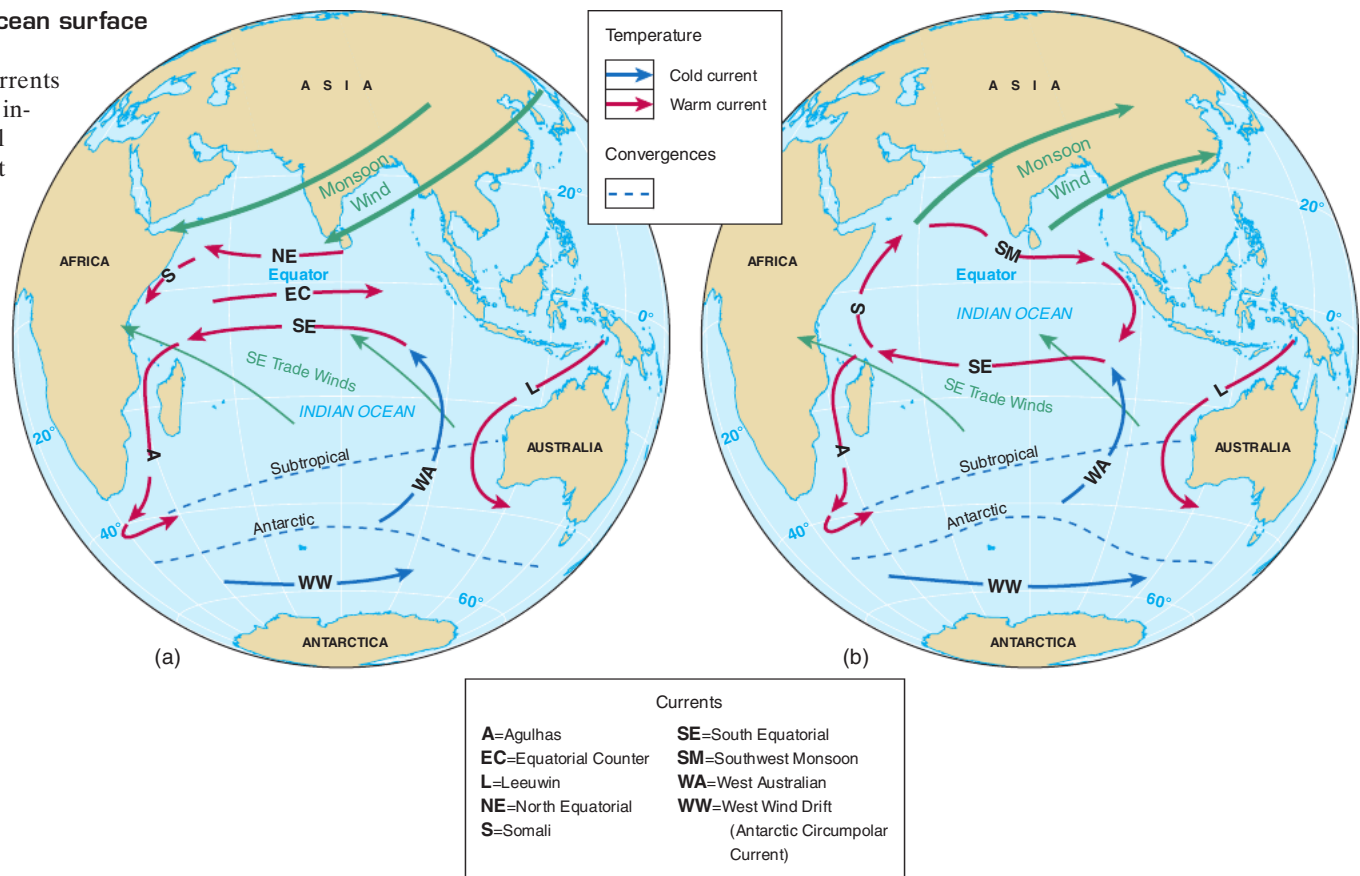 cean surface
rrents
in-
l
t
Temperature
Cold current
Warm current
Convergences
ASIA
Monsoon
Wind
20°
AFRICA
NE
S
Equator
EC
0°
SE
SE Trade Winds
L
INDIAN OCEAN
20°
AUSTRALIA
A
Subtropical
WA
40°
Antarctic
WW
60°
ANTARCTICA
(a)
ASIA
Monsoon
Wind
20°
AFRICA
SM
Equator
S
INDIAN OCEAN
0°
SE
SE Trade Winds
L
20°
AUSTRALIA
A
Subtropical
WA
40°
Antarctic
WW
60°
ANTARCTICA
(b)
Currents
A=Agulhas
EC=Equatorial Counter
L=Leeuwin
NE=North Equatorial
S=Somali
SE=South Equatorial
SM=Southwest Monsoon
WA=West Australian
WW=West Wind Drift
(Antarctic Circumpolar
Current)